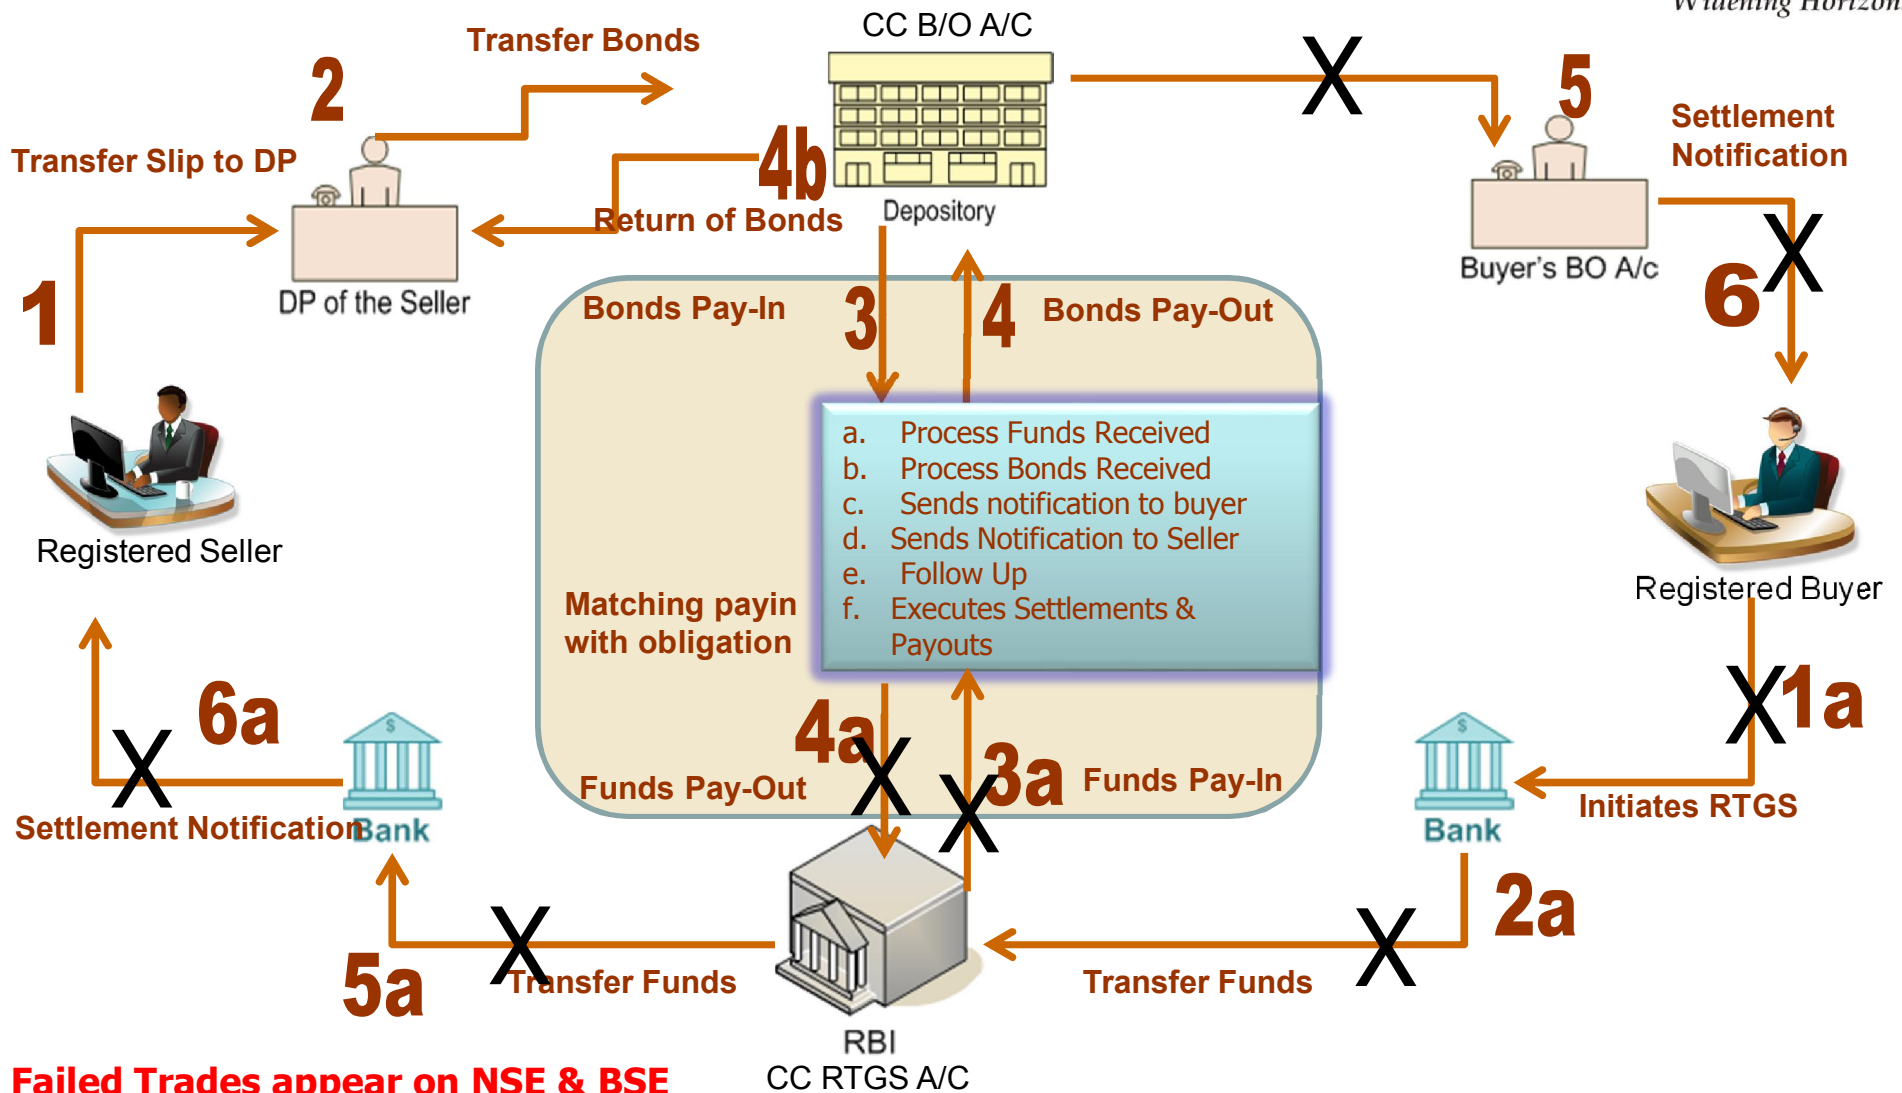 Widening Horizon
CC B/O A/C
Transfer Bonds
2
5
Settlement
Notification
Transfer Slip to DP
4b
X
Return of Bonds
Depository
DP of the Seller
Buyer's BO A/c
X
6
1
Bonds Pay-In
3
4
Bonds Pay-Out
a. Process Funds Received
b. Process Bonds Received
c. Sends notification to buyer
d. Sends Notification to Seller
e. Follow Up
f. Executes Settlements &
Payouts
Registered Seller
Registered Buyer
Matching payin
with obligation
6a
4a
X
3a
X
1a
X
X
$
$
Funds Pay-Out
Funds Pay-In
Initiates RTGS
Settlement Notification
Bank
Bank
2a
5a
X
Transfer Funds
X
Transfer Funds
RBI
CC RTGS A/C
Failed Trades appear on NSE & BSE